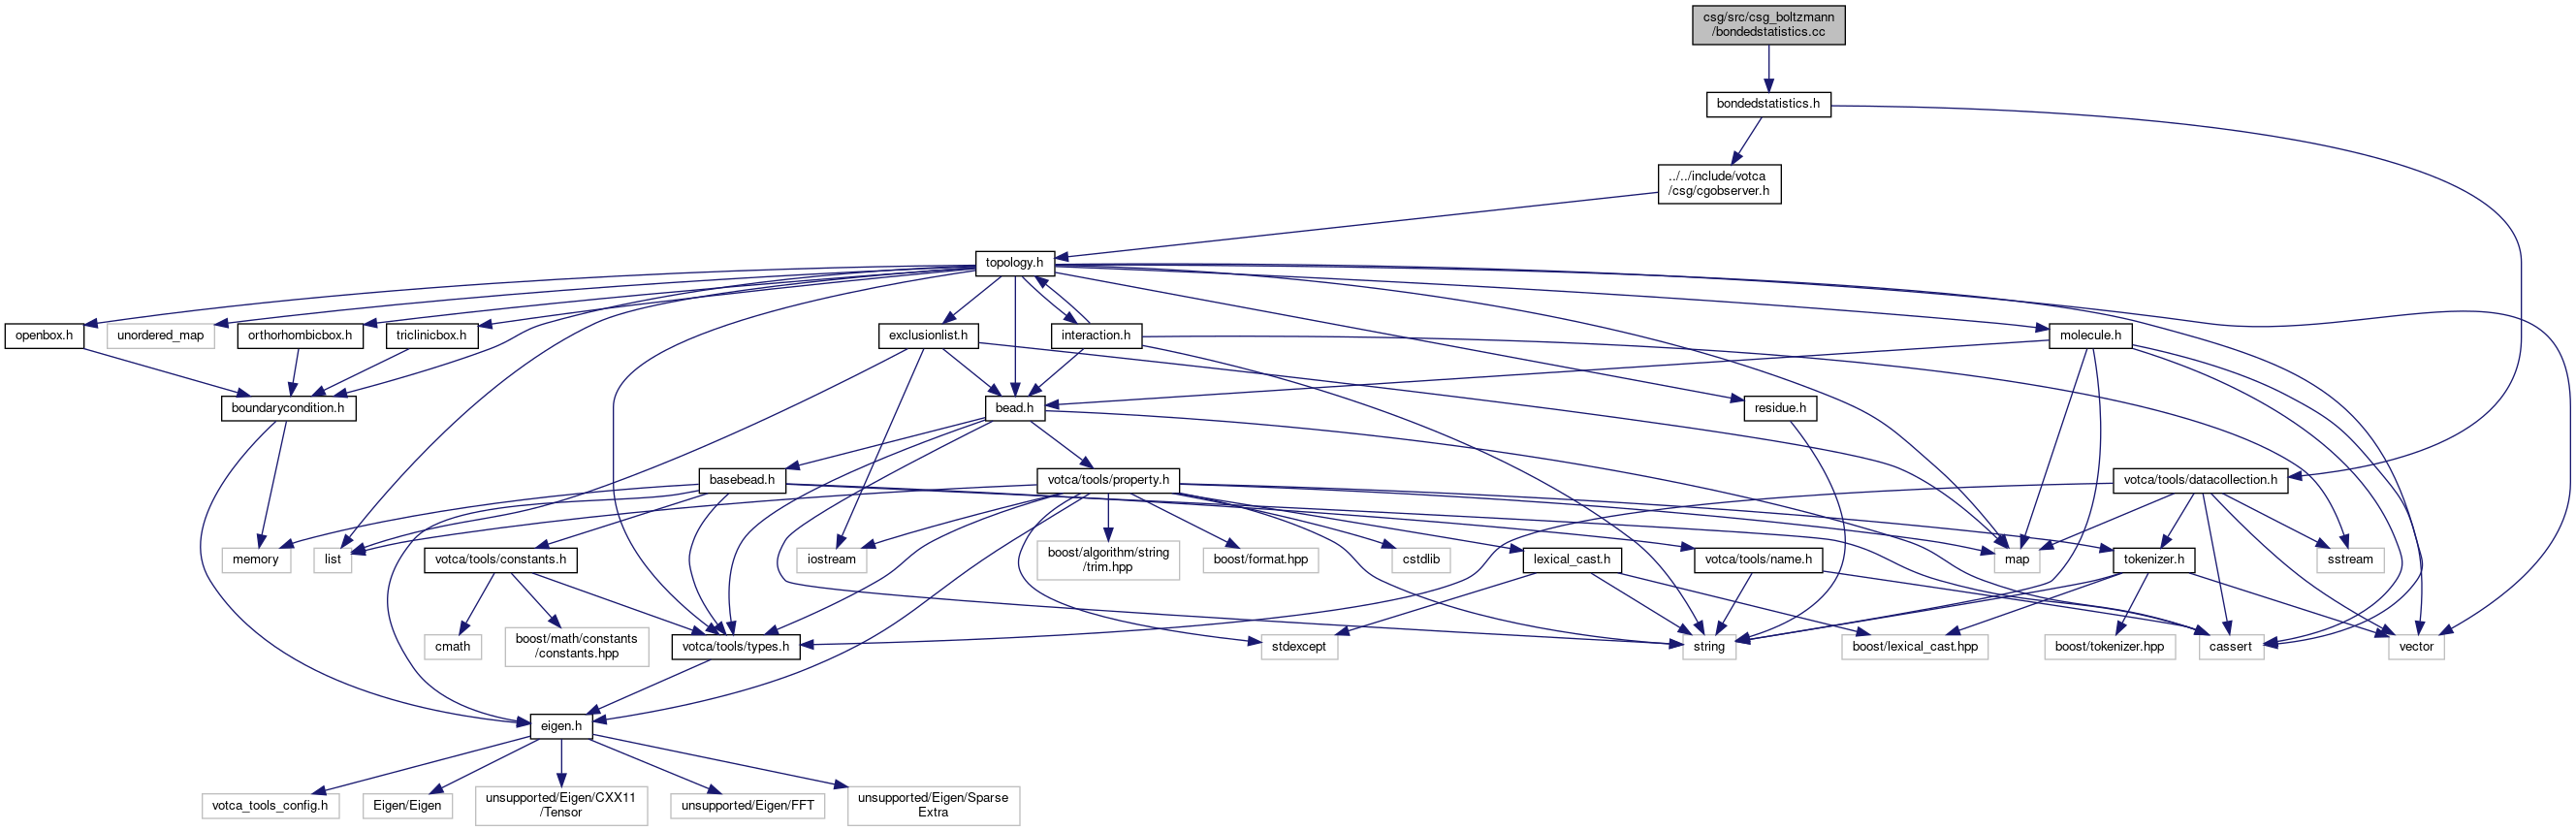 csg/src/csg_boltzmann
/bondedstatistics.cc
bondedstatistics.h
../../include/votca
/csg/cgobserver.h
topology.h
openbox.h
unordered_map
orthorhombicbox.h
triclinicbox.h
exclusionlist.h
interaction.h
molecule.h
boundarycondition.h
bead.h
residue.h
basebead.h
votca/tools/property.h
votca/tools/datacollection.h
memory
list
votca/tools/constants.h
iostream
boost/algorithm/string
/trim.hpp
boost/format.hpp
cstdlib
lexical_cast.h
votca/tools/name.h
map
tokenizer.h
sstream
cmath
boost/math/constants
/constants.hpp
votca/tools/types.h
stdexcept
string
boost/lexical_cast.hpp
boost/tokenizer.hpp
cassert
vector
eigen.h
votca_tools_config.h
Eigen/Eigen
unsupported/Eigen/CXX11
/Tensor
unsupported/Eigen/FFT
unsupported/Eigen/Sparse
Extra